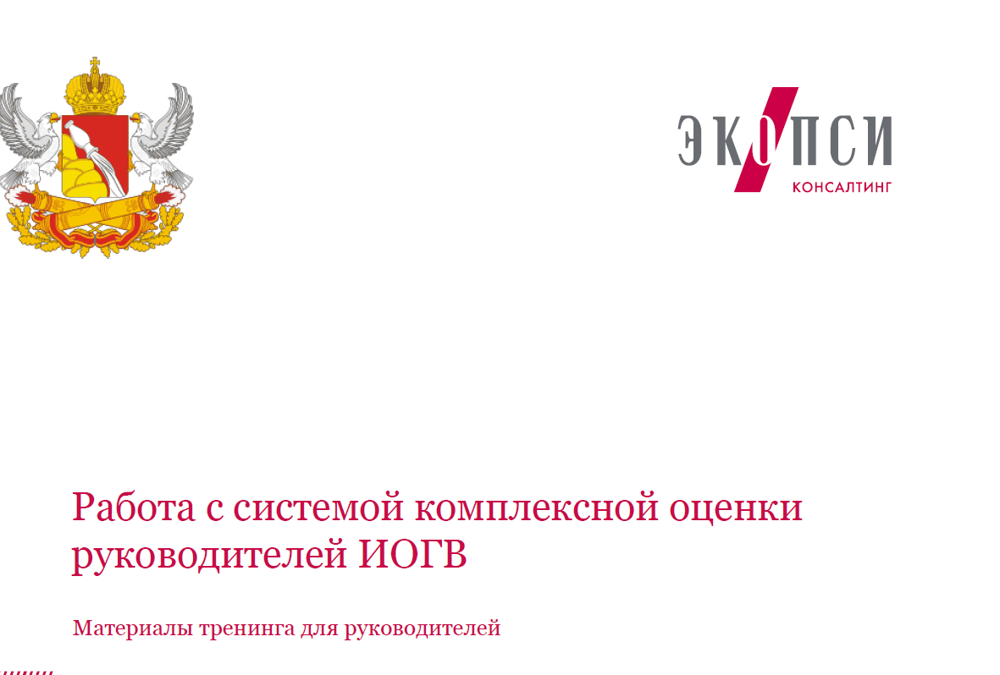 ЭКОПСИ
КОНСАЛТИНГ
Работа с системой комплексной оценки
руководителей ИОГВ
Материалы тренинга для руководителей